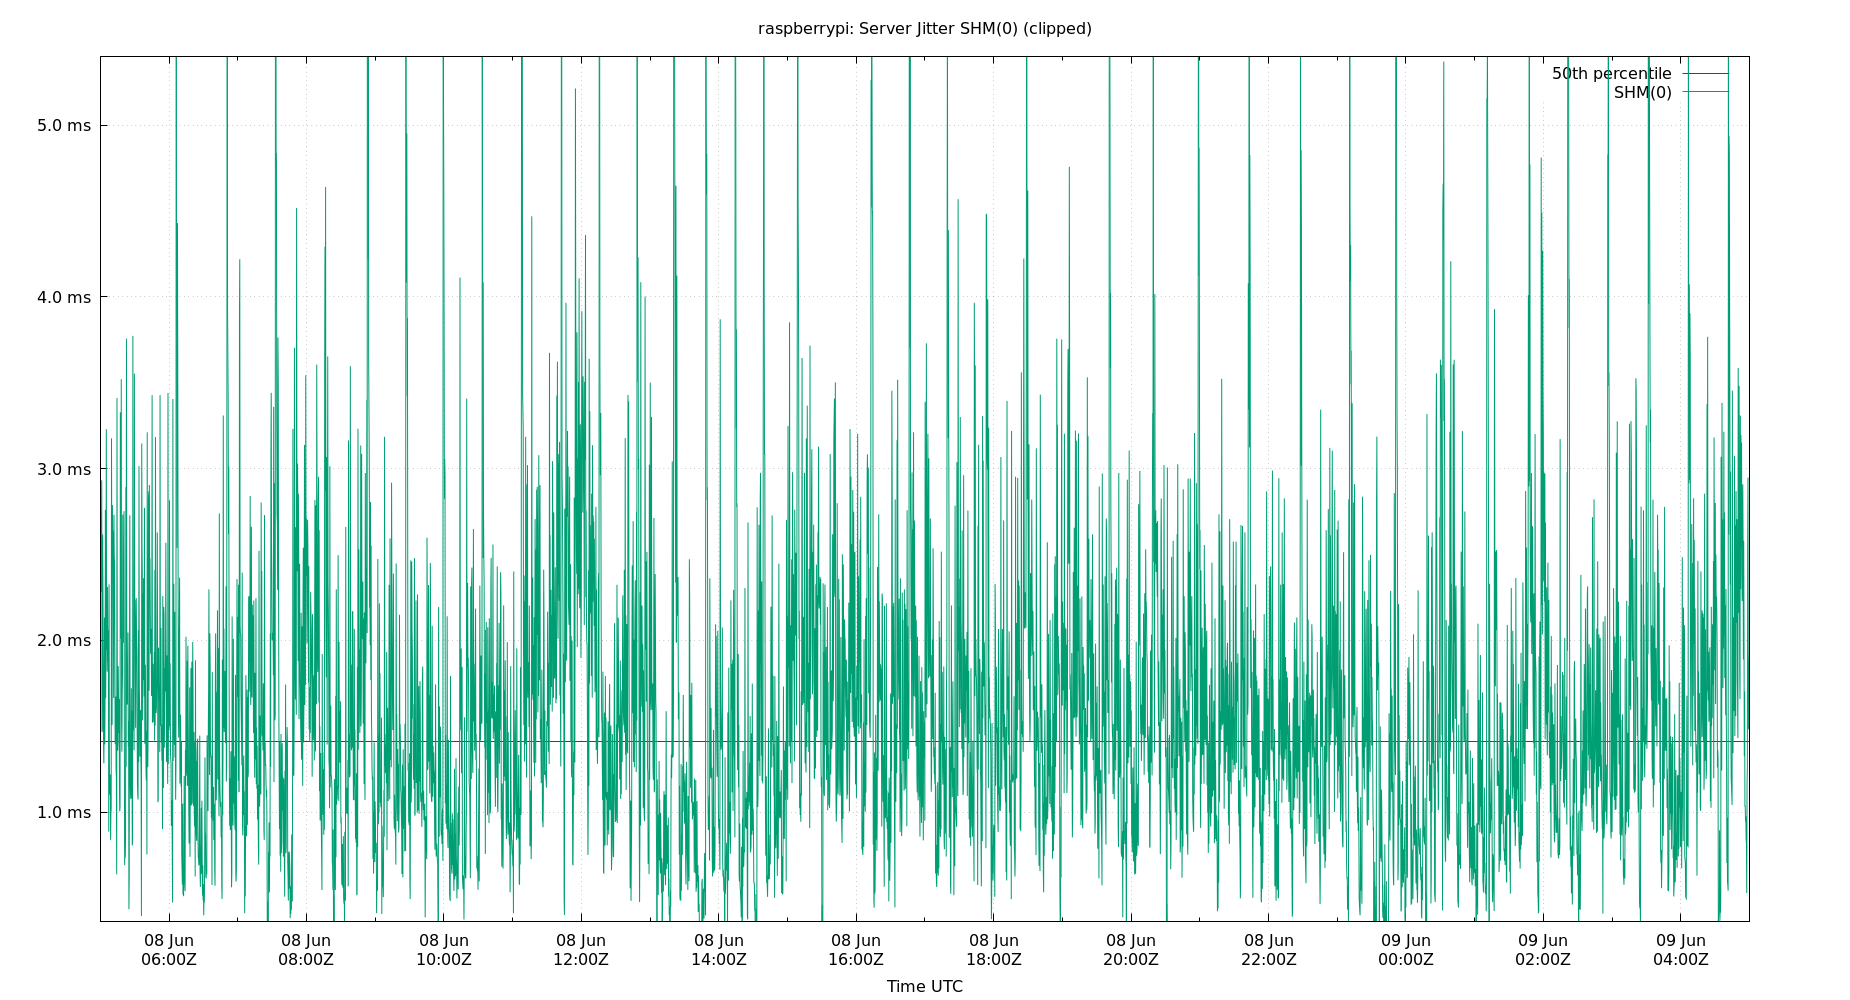 raspberrypi: Server Jitter SHM(0) (clipped)
50th percentile
SHM(0)
5.0 ms
4.0 ms
3.0 ms
2.0 ms
1.0 ms
08 Jun 08 Jun 08 Jun 08 Jun 08 Jun 08 Jun 08 Jun 08 Jun 08 Jun 09 Jun 09 Jun 09 Jun
06:00Z 08:00Z 10:00Z 12:00Z 14:00Z 16:00Z 18:00Z 20:00Z 22:00Z 00:00Z 02:00Z 04:00Z
Time UTC